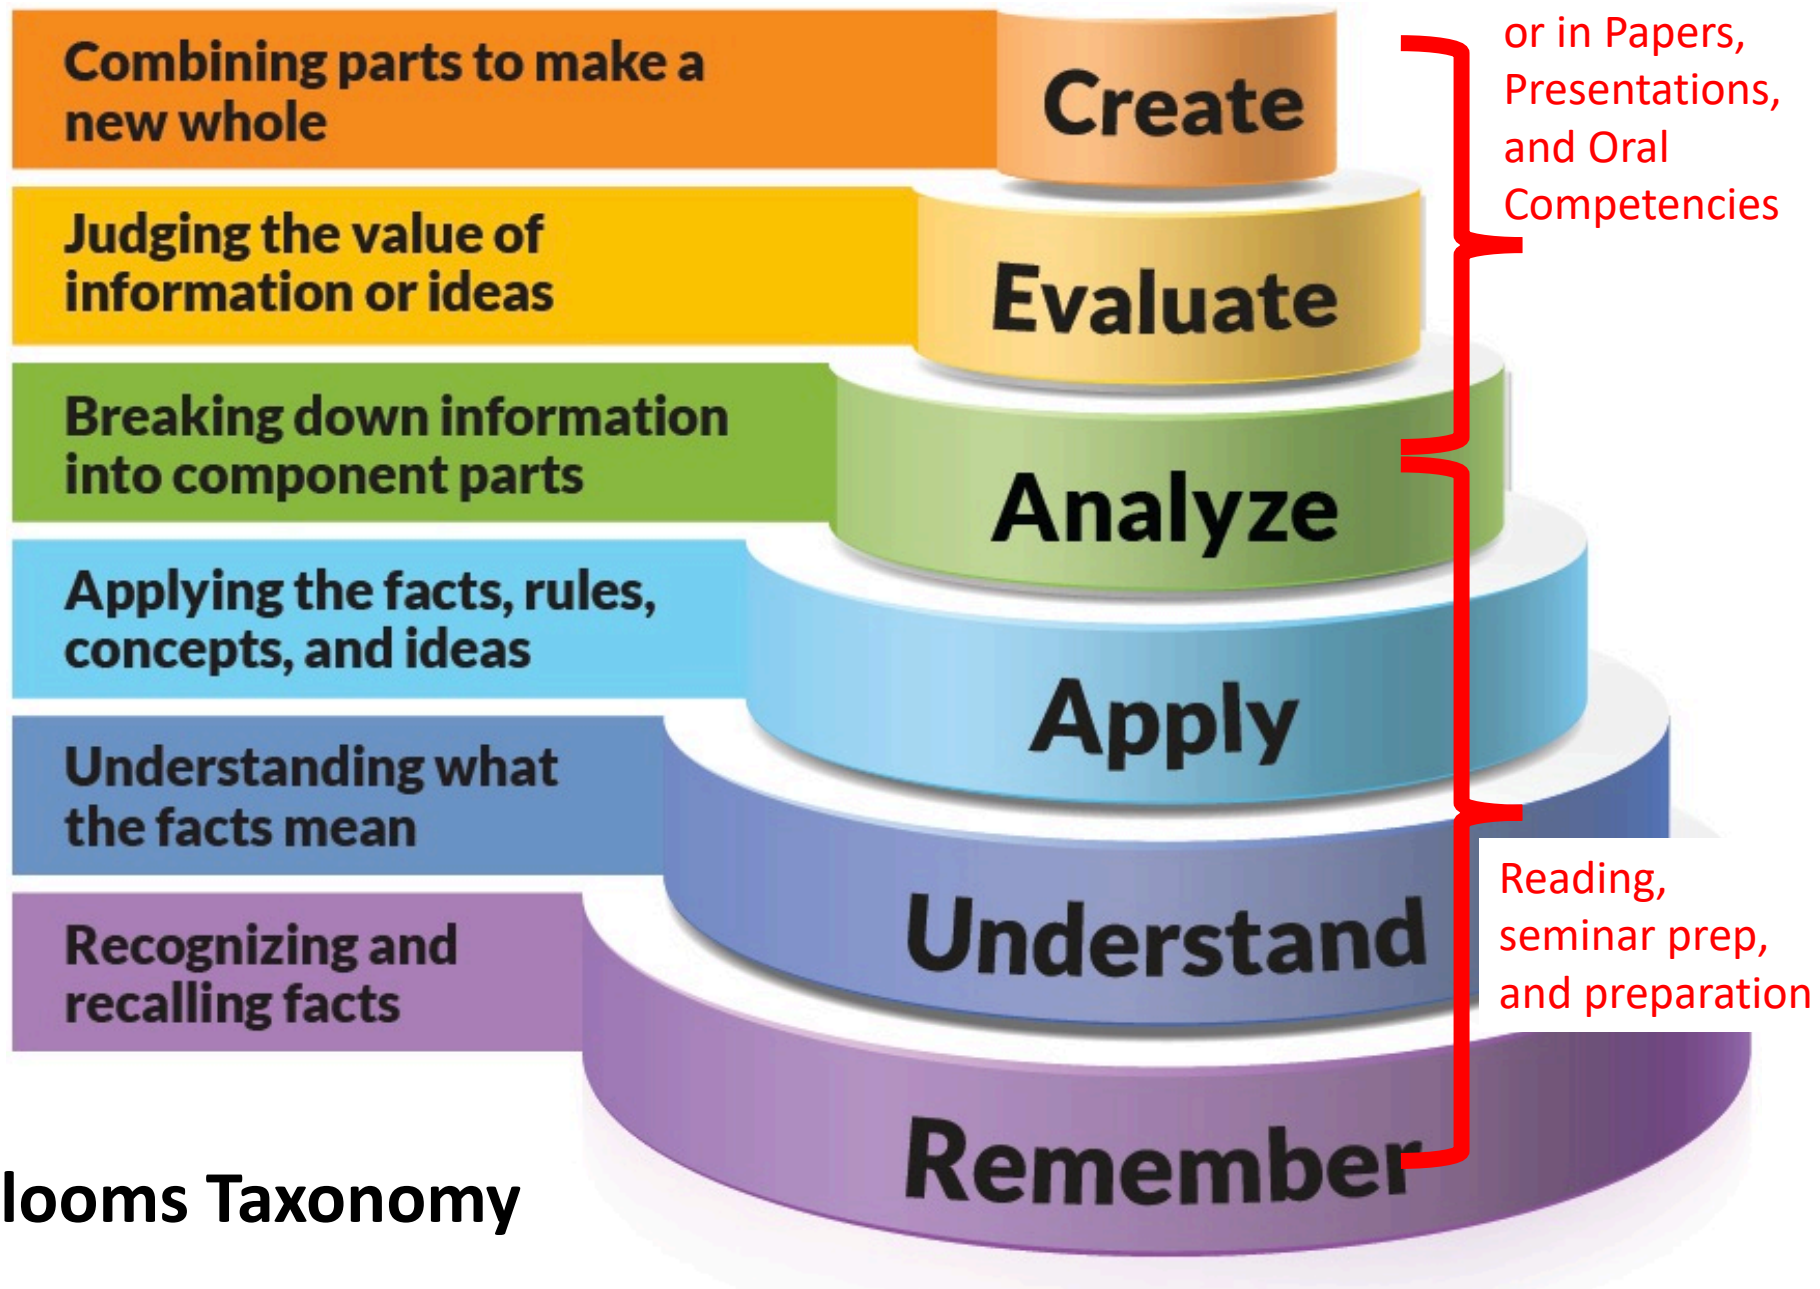 Combining parts to make a
new whole
Create
or in Papers,
Presentations,
and Oral
Competencies
Judging the value of
information or ideas
Evaluate
Breaking down information
into component parts
Analyze
Applying the facts, rules,
concepts, and ideas
Apply
Understanding what
the facts mean
Understand
Reading,
seminar prep,
and preparation
Recognizing and
recalling facts
Remember
looms Taxonomy